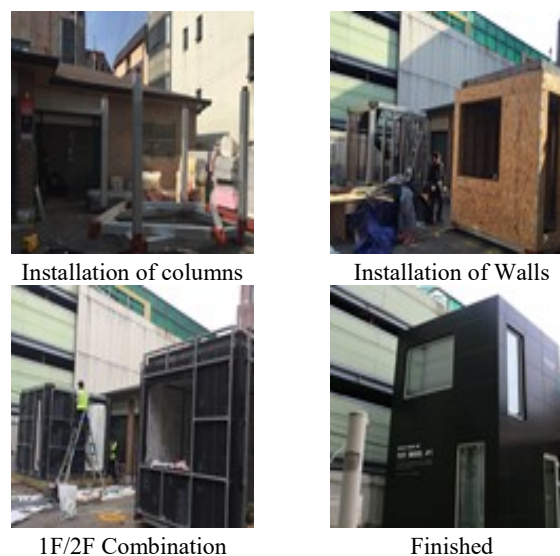 Installation of columns
Installation of Walls
1F/2F Combination
Finished